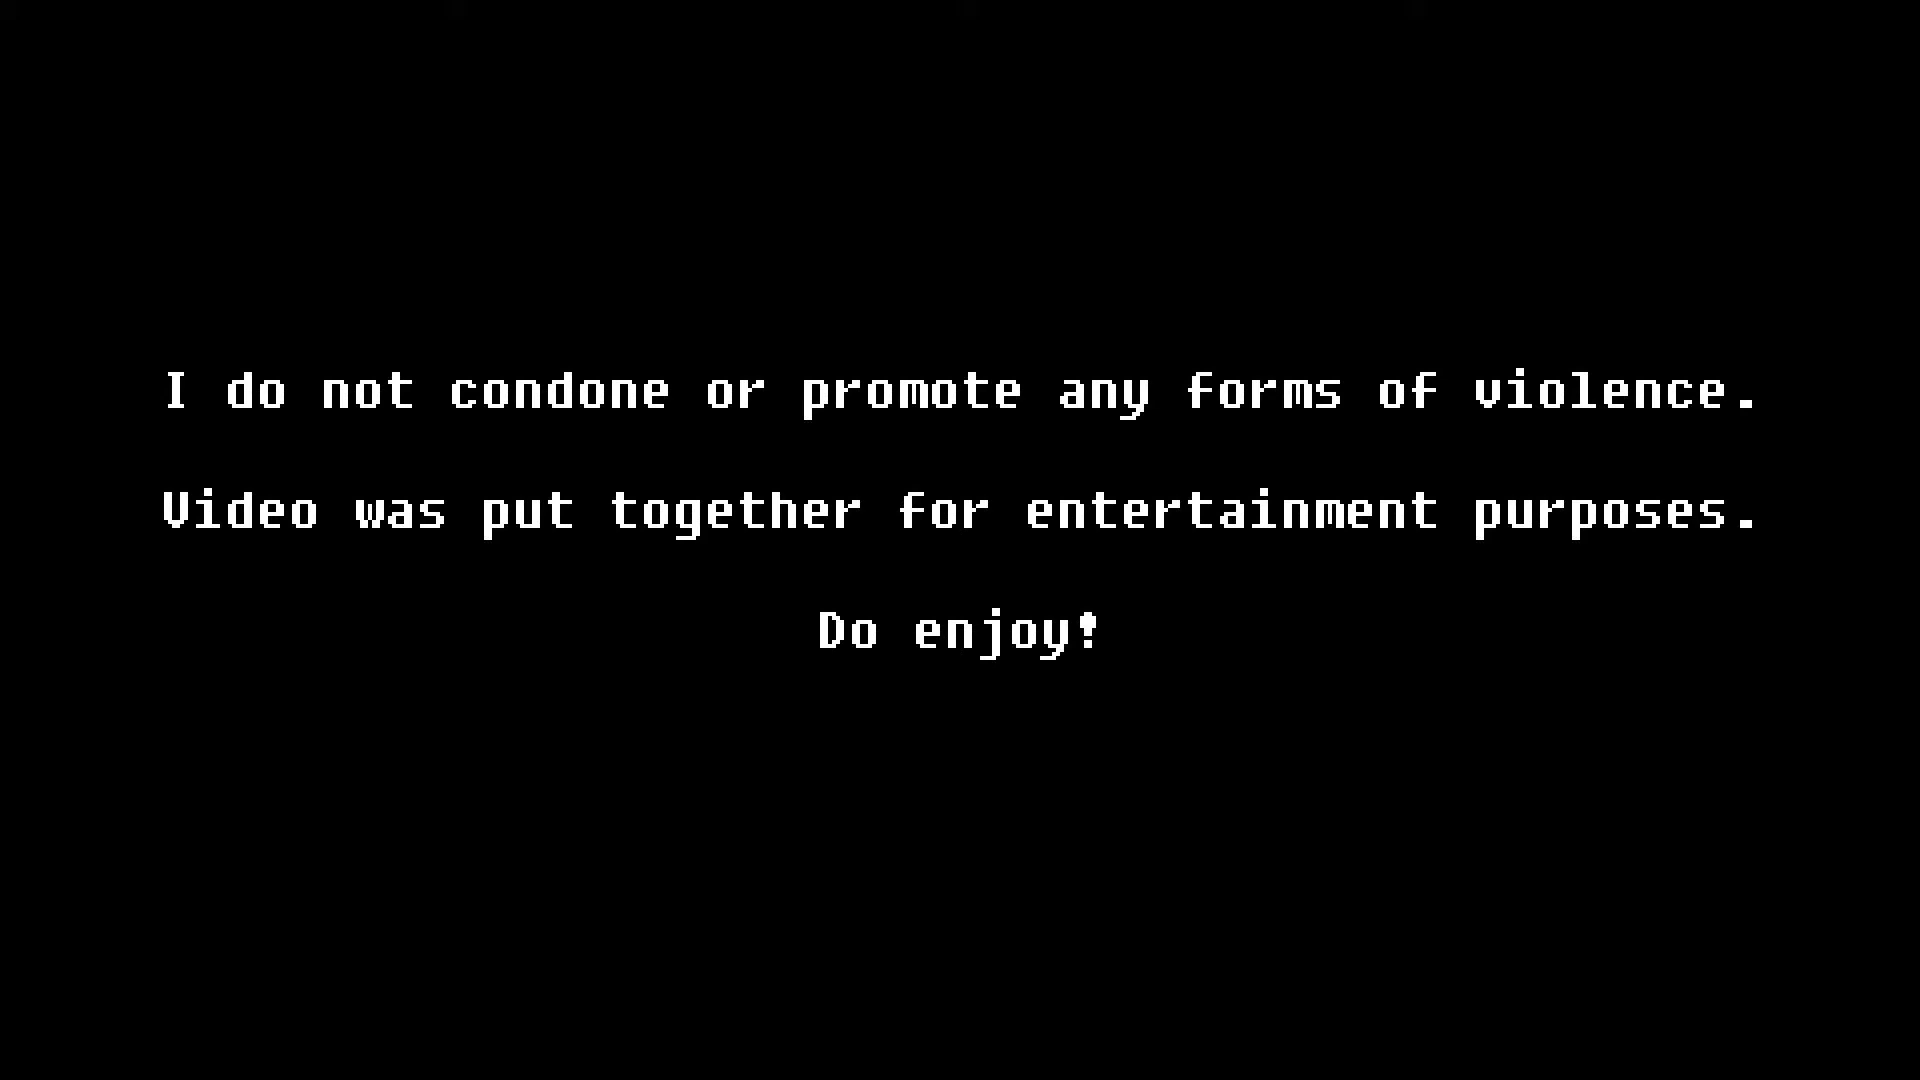 I do not condone or promote any forms of violence.
Video was put together for entertainment purposes.
Do enjoy!